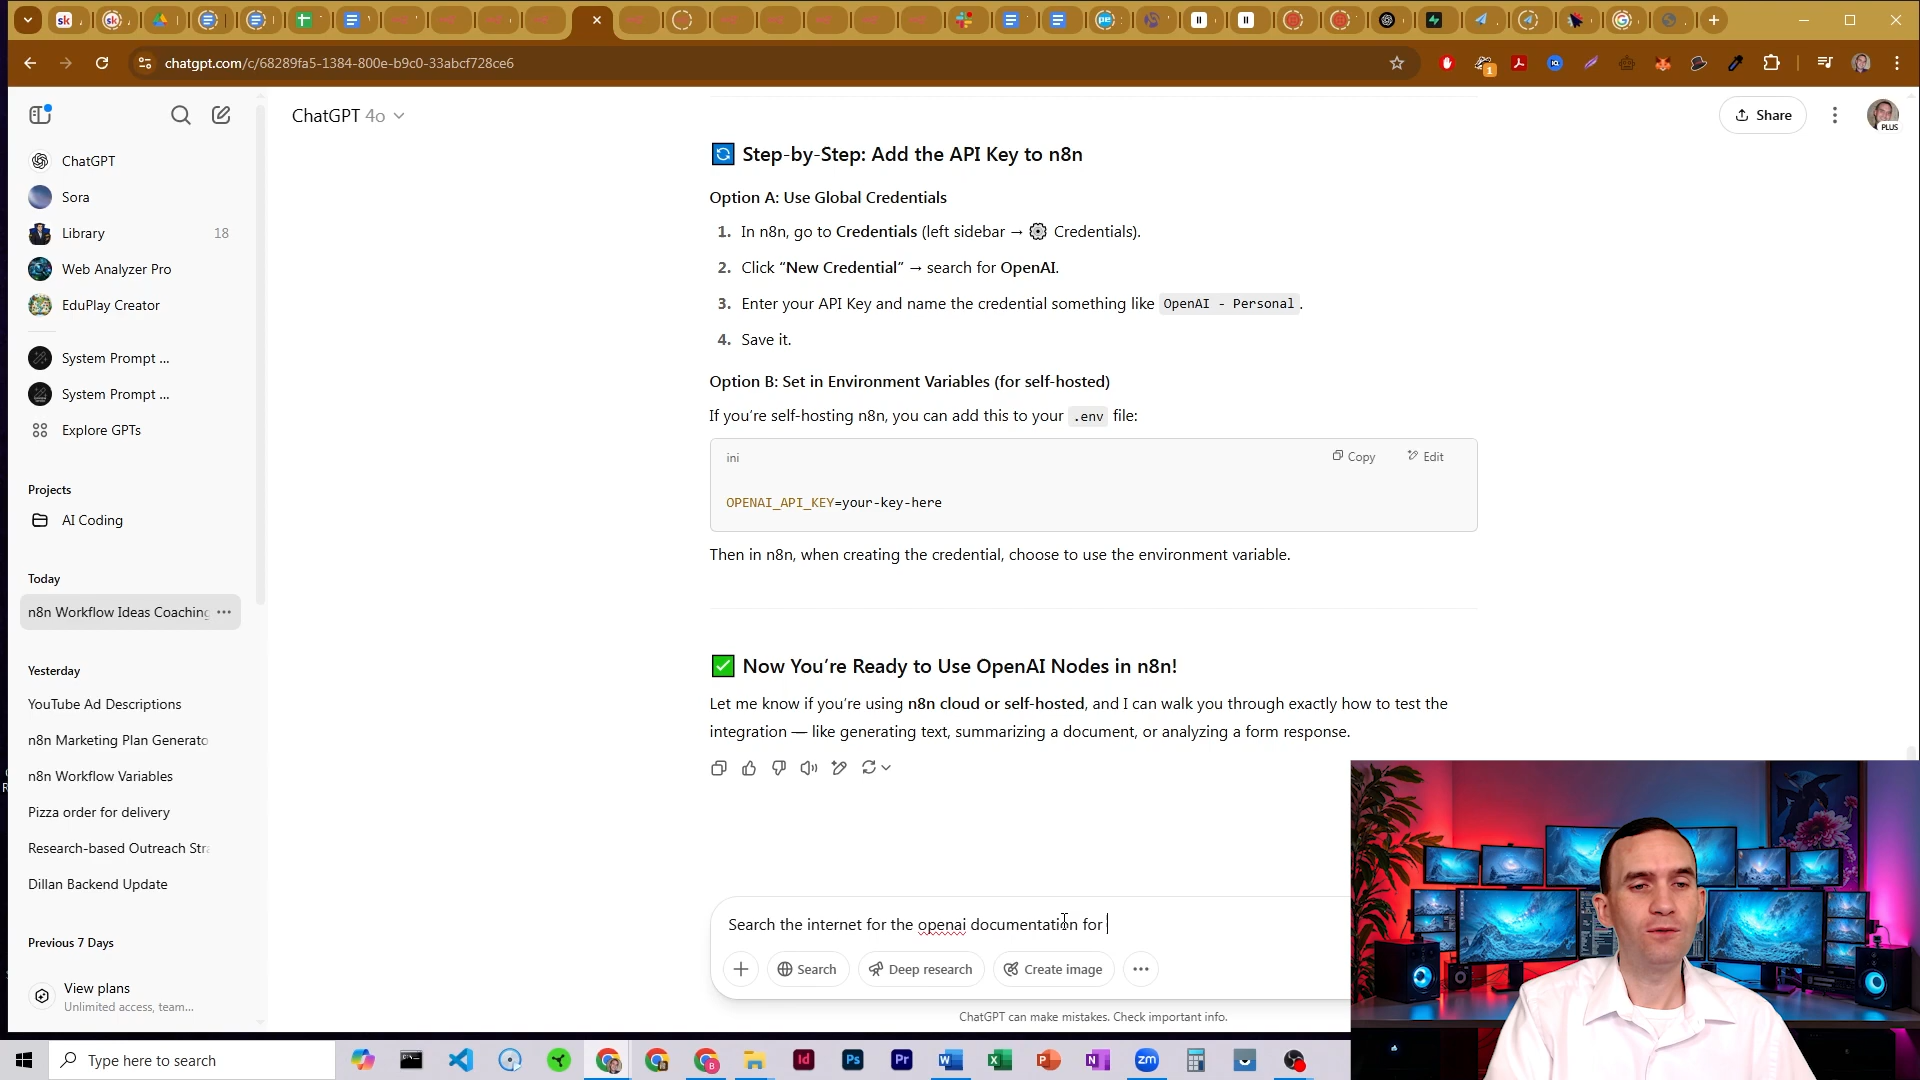 chatgpt.com/c/68289fa5-1384-800e-b9c0-33abcf728ce6
1
ChatGPT 4o
Share
PLUS
ChatGPT
Sora
Library 18
Web Analyzer Pro
EduPlay Creator
System Prompt ...
System Prompt ...
Explore GPTs
Projects
AI Coding
Today
n8n Workflow Ideas Coaching
Yesterday
YouTube Ad Descriptions
n8n Marketing Plan Generato
n8n Workflow Variables
Pizza order for delivery
Research-based Outreach Stra
Dillan Backend Update
Previous 7 Days
View plans
Unlimited access, team...
Step-by-Step: Add the API Key to n8n
Option A: Use Global Credentials
1. In n8n, go to Credentials (left sidebar → ⚙ Credentials).
2. Click “New Credential” → search for OpenAI.
3. Enter your API Key and name the credential something like OpenAI - Personal.
4. Save it.
Option B: Set in Environment Variables (for self-hosted)
If you’re self-hosting n8n, you can add this to your .env file:
ini
Copy
Edit
OPENAI_API_KEY=your-key-here
Then in n8n, when creating the credential, choose to use the environment variable.
Now You’re Ready to Use OpenAI Nodes in n8n!
Let me know if you’re using n8n cloud or self-hosted, and I can walk you through exactly how to test the
integration — like generating text, summarizing a document, or analyzing a form response.
Search the internet for the openai documentation for
Search
Deep research
Create image
ChatGPT can make mistakes. Check important info.
Type here to search